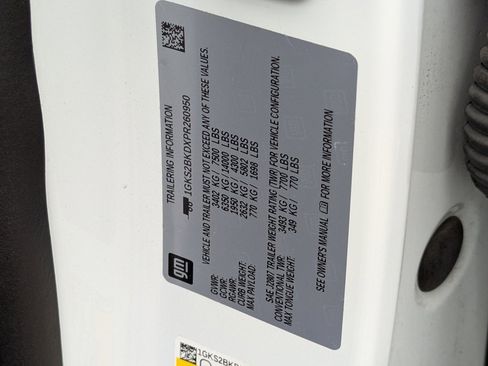 gm
TRAILERING INFORMATION
1GKS2BKDXPR260950
VEHICLE AND TRAILER MUST NOT EXCEED ANY OF THESE VALUES.
GVWR: 3402 KG / 7500 LBS
GCWR: 6350 KG / 14000 LBS
RGAWR: 1950 KG / 4300 LBS
CURB WEIGHT: 2632 KG / 5802 LBS
MAX PAYLOAD: 770 KG / 1698 LBS
SAE J2807 TRAILER WEIGHT RATING (TWR) FOR VEHICLE CONFIGURATION.
CONVENTIONAL TWR: 3493 KG / 7700 LBS
MAX TONGUE WEIGHT: 349 KG / 770 LBS
SEE OWNER'S MANUAL FOR MORE INFORMATION